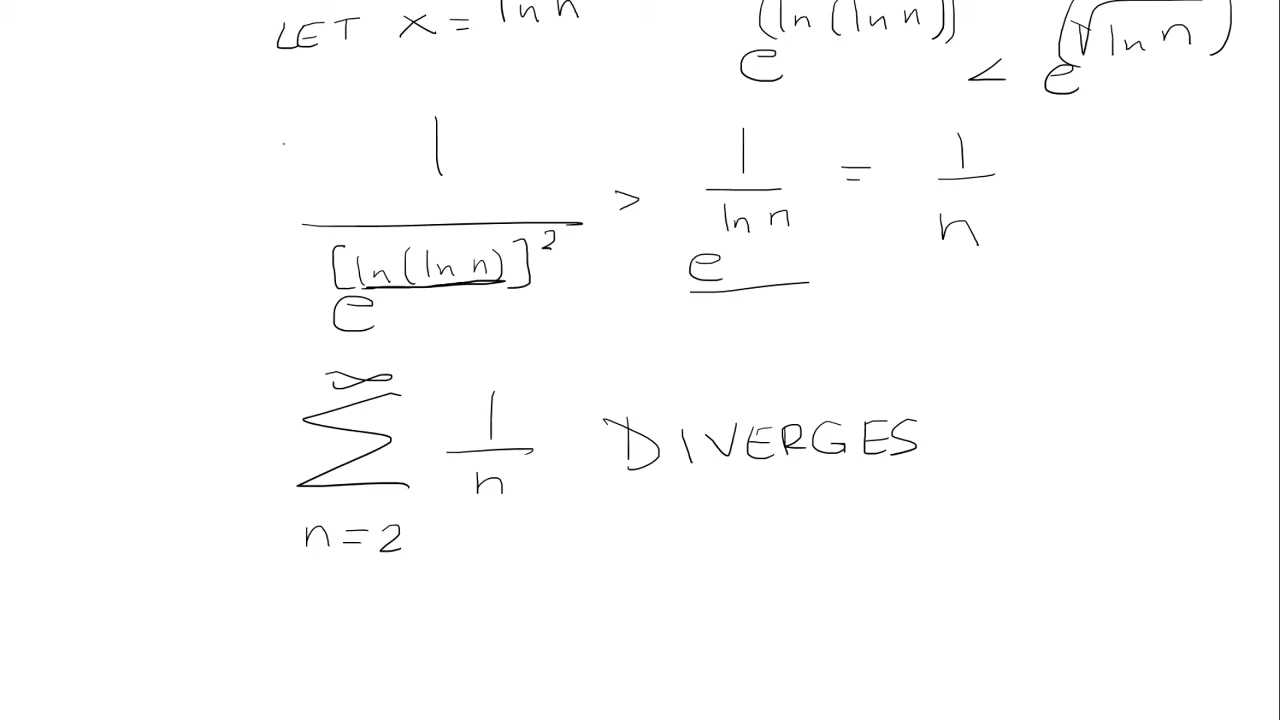 LET x = ln n e^(ln(ln n)) < e^(√ln n)
1 / e^[ln(ln n)]^2 > 1 / e^ln n = 1 / n
∞ Σ n=2 1 / n DIVERGES